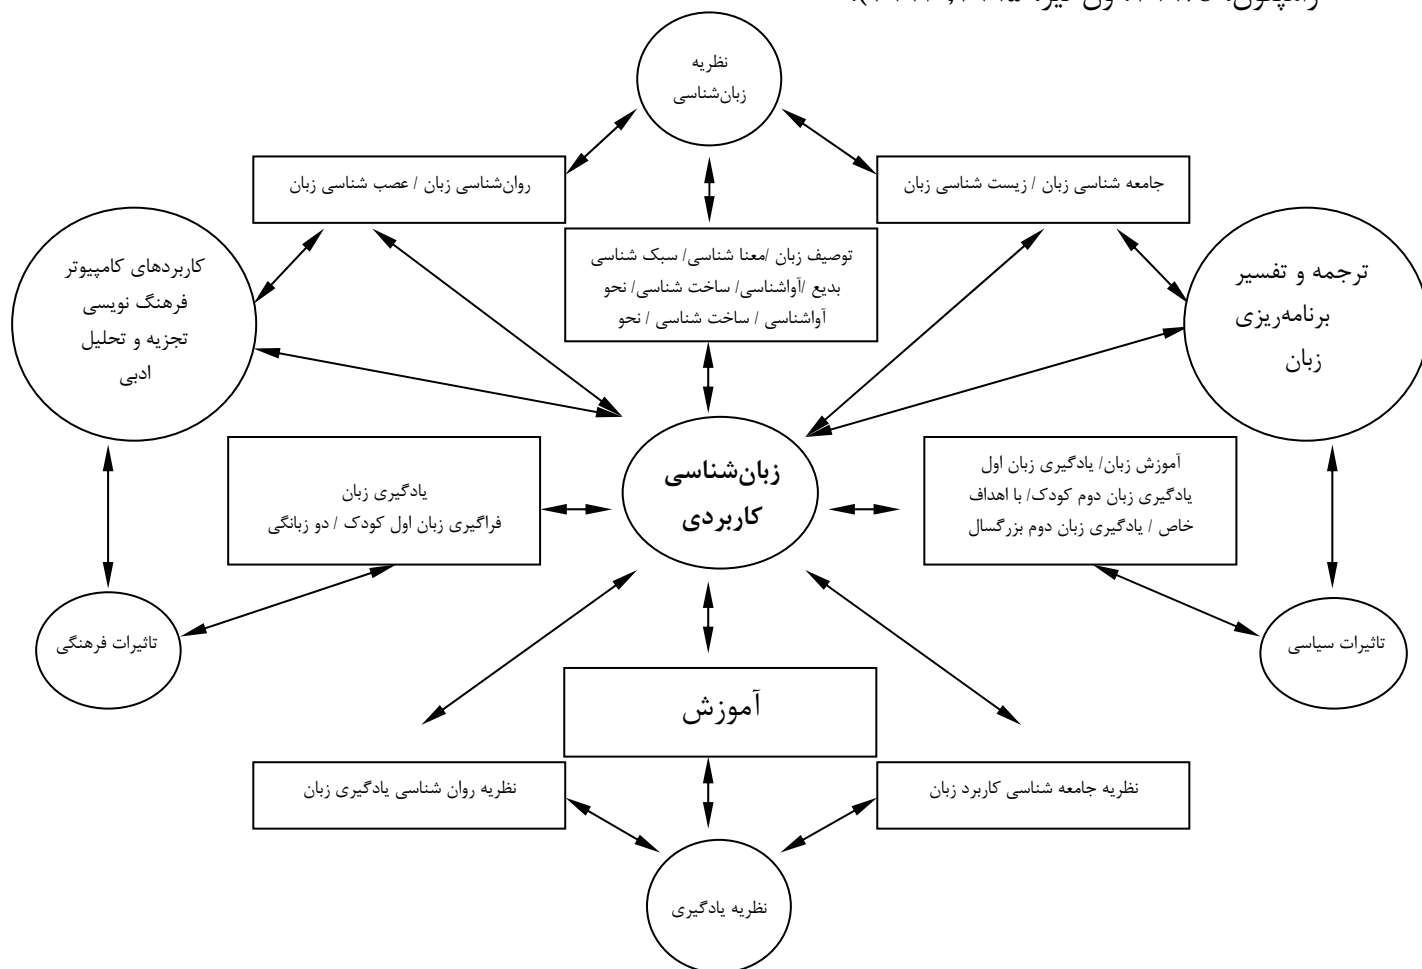 نظریه
زبان‌شناسی
جامعه شناسی زبان / زیست شناسی زبان
روان‌شناسی زبان / عصب شناسی زبان
توصیف زبان /معنا شناسی/ سبک شناسی
بدیع /آواشناسی/ ساخت شناسی/ نحو
آواشناسی / ساخت شناسی / نحو
ترجمه و تفسیر
برنامه‌ریزی
زبان
کاربردهای کامپیوتر
فرهنگ نویسی
تجزیه و تحلیل
ادبی
زبان‌شناسی
کاربردی
آموزش زبان/ یادگیری زبان اول
یادگیری زبان دوم کودک/ با اهداف
خاص / یادگیری زبان دوم بزرگسال
یادگیری زبان
فراگیری زبان اول کودک / دو زبانگی
تاثیرات سیاسی
تاثیرات فرهنگی
آموزش
نظریه جامعه شناسی کاربرد زبان
نظریه روان شناسی یادگیری زبان
نظریه یادگیری